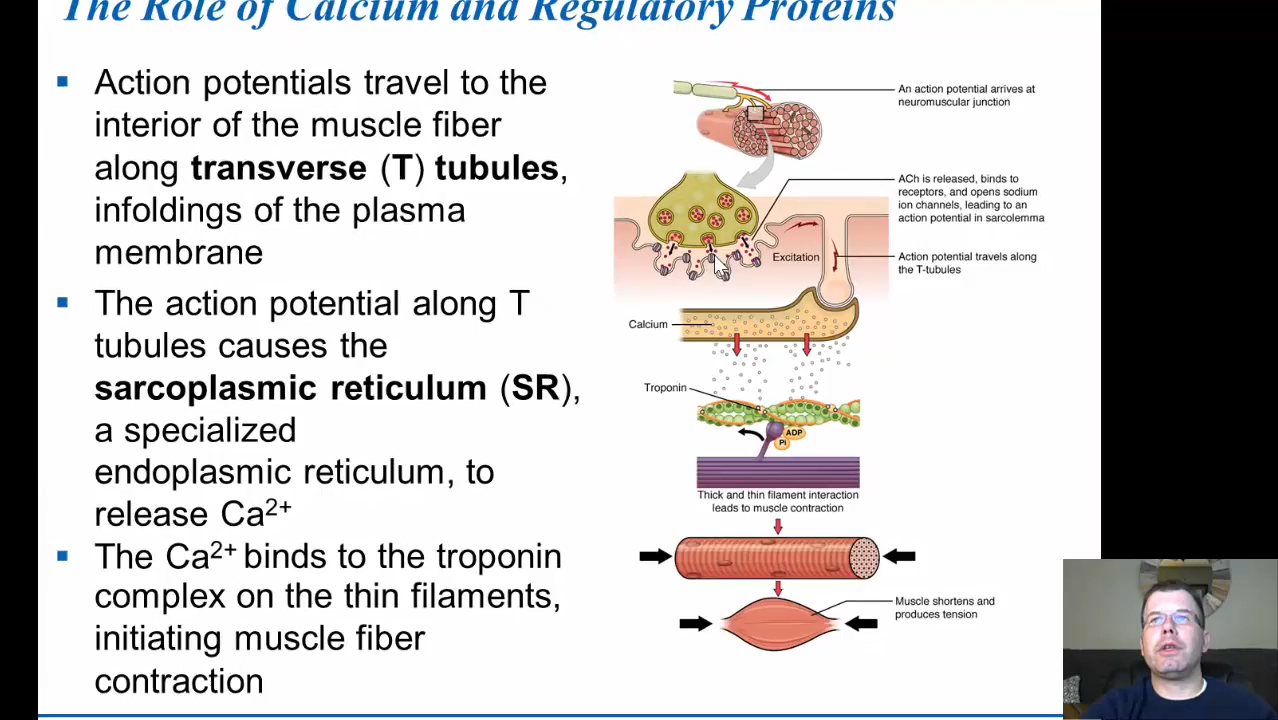 The Role of Calcium and Regulatory Proteins
▪ Action potentials travel to the
interior of the muscle fiber
along transverse (T) tubules,
infoldings of the plasma
membrane
▪ The action potential along T
tubules causes the
sarcoplasmic reticulum (SR),
a specialized
endoplasmic reticulum, to
release Ca2+
▪ The Ca2+ binds to the troponin
complex on the thin filaments,
initiating muscle fiber
contraction
An action potential arrives at
neuromuscular junction
ACh is released, binds to
receptors, and opens sodium
ion channels, leading to an
action potential in sarcolemma
Excitation
Action potential travels along
the T-tubules
Calcium
Troponin
ADP
Pi
Thick and thin filament interaction
leads to muscle contraction
Muscle shortens and
produces tension